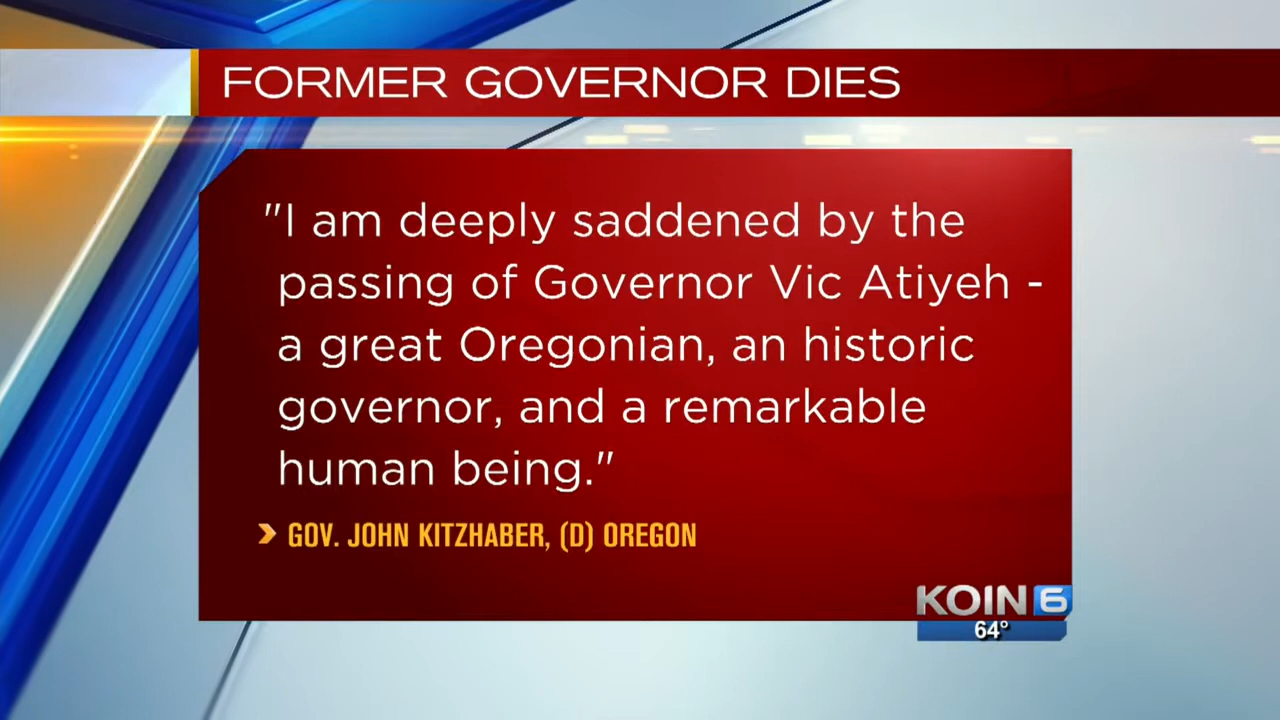 FORMER GOVERNOR DIES
"I am deeply saddened by the
passing of Governor Vic Atiyeh -
a great Oregonian, an historic
governor, and a remarkable
human being."
GOV. JOHN KITZHABER, (D) OREGON
KOIN 6
64°